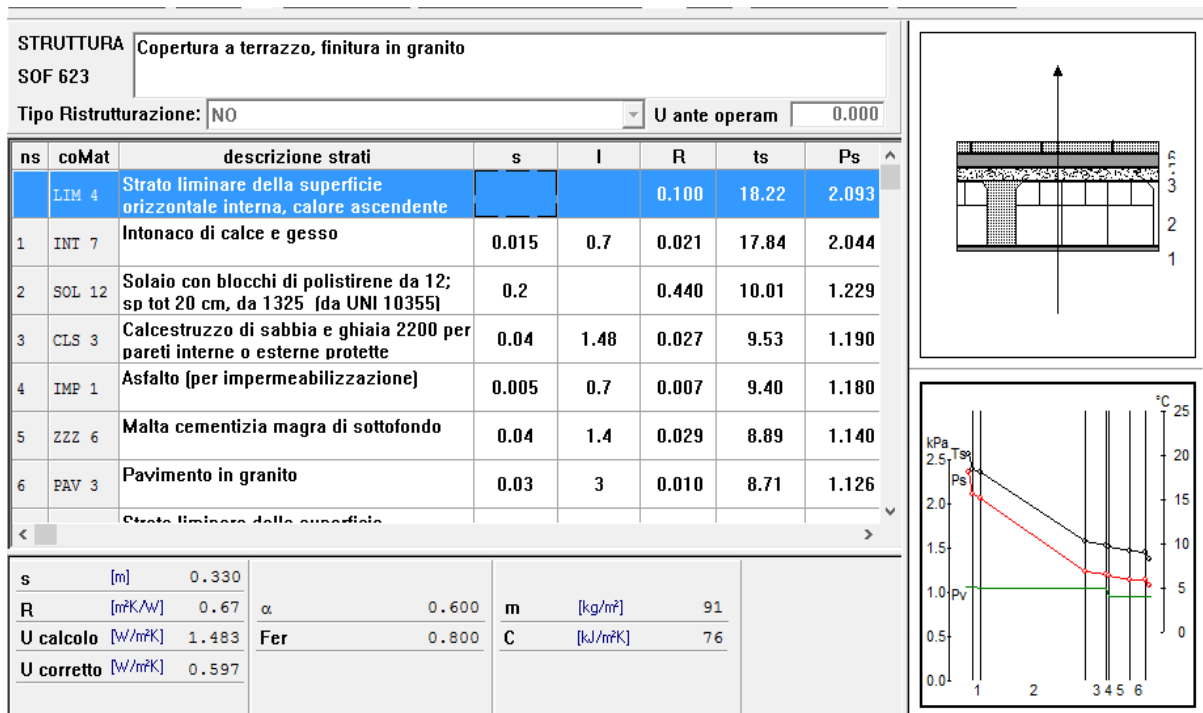 STRUTTURA Copertura a terrazzo, finitura in granito
SOF 623
Tipo Ristrutturazione: NO U ante operam 0.000
ns coMat descrizione strati s l R ts Ps
LIM 4 Strato liminare della superficie orizzontale interna, calore ascendente 0.100 18.22 2.093
1 INT 7 Intonaco di calce e gesso 0.015 0.7 0.021 17.84 2.044
2 SOL 12 Solaio con blocchi di polistirene da 12; sp tot 20 cm, da 1325 (da UNI 10355) 0.2 0.440 10.01 1.229
3 CLS 3 Calcestruzzo di sabbia e ghiaia 2200 per pareti interne o esterne protette 0.04 1.48 0.027 9.53 1.190
4 IMP 1 Asfalto (per impermeabilizzazione) 0.005 0.7 0.007 9.40 1.180
5 ZZZ 6 Malta cementizia magra di sottofondo 0.04 1.4 0.029 8.89 1.140
6 PAV 3 Pavimento in granito 0.03 3 0.010 8.71 1.126
Strato liminare della superficie
s [m] 0.330
R [m²K/W] 0.67 α 0.600 m [kg/m²] 91
U calcolo [W/m²K] 1.483 Fer 0.800 C [kJ/m²K] 76
U corretto [W/m²K] 0.597
6
3
2
1
°C
25
kPa
2.5 Ts 20
Ps
2.0 15
1.5 10
1.0 Pv 5
0.5 0
0.0
1 2 3 4 5 6